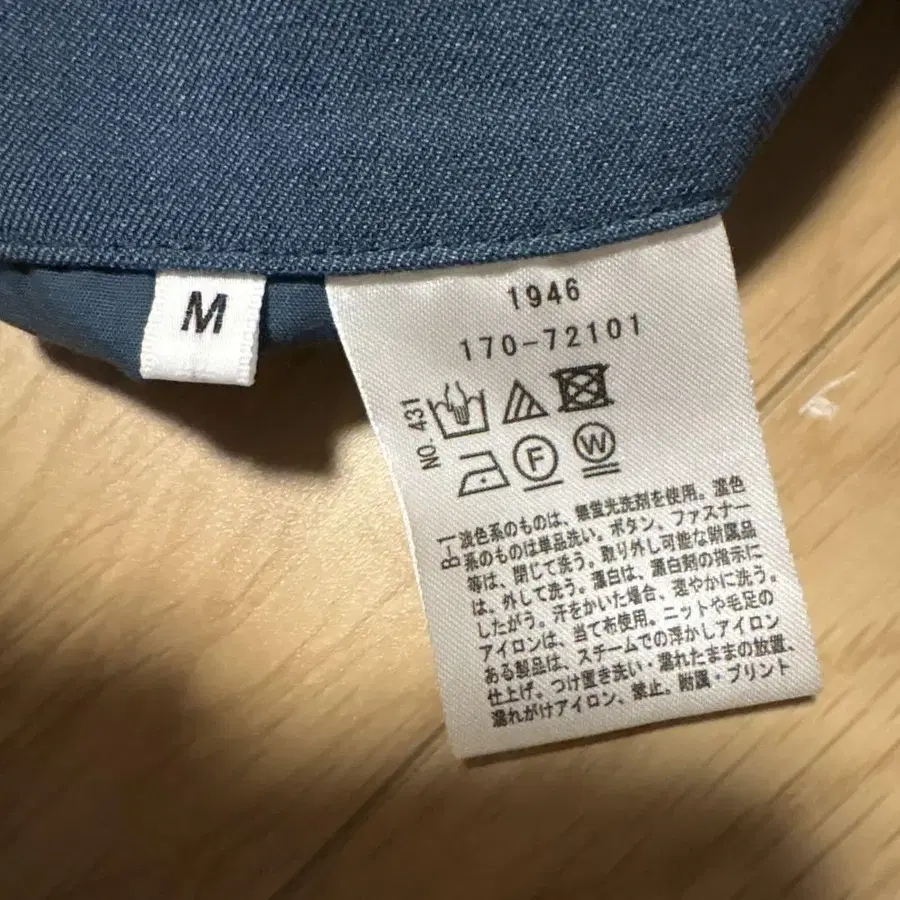 M
1946
170-72101
NO. 431
F
W
B-1
淡色系のものは、無蛍光洗剤を使用。濃色
系のものは単品洗い。ボタン、ファスナー
等は、閉じて洗う。取り外し可能な附属品
は、外して洗う。漂白は、漂白剤の指示に
したがう。汗をかいた場合、速やかに洗う。
アイロンは、当て布使用。ニットや毛足の
ある製品は、スチームでの浮かしアイロン
仕上げ。つけ置き洗い・濡れたままの放置、
濡れがけアイロン、禁止。附属・プリント